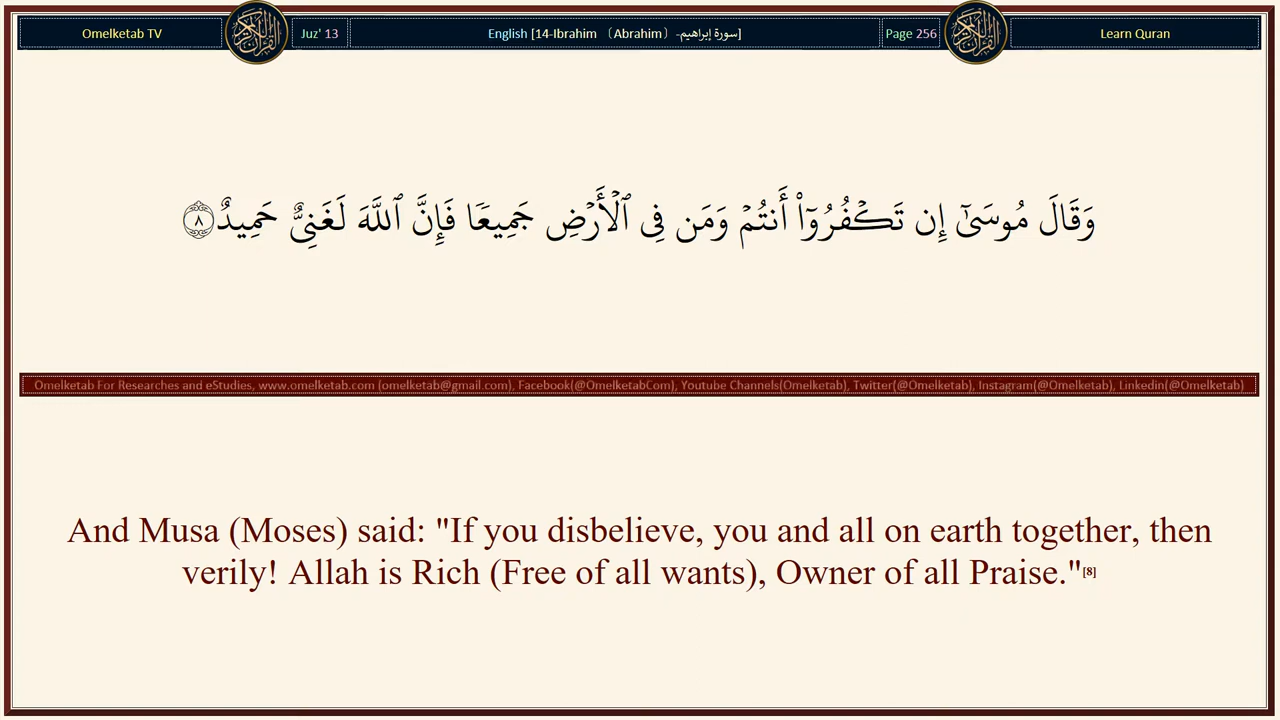 Omelketab TV
Juz' 13
English [14-Ibrahim （Abrahim）-سورة إبراهيم]
Page 256
Learn Quran
وَقَالَ مُوسَىٰٓ إِن تَكۡفُرُوٓاْ أَنتُمۡ وَمَن فِي ٱلۡأَرۡضِ جَمِيعٗا فَإِنَّ ٱللَّهَ لَغَنِيٌّ حَمِيدٌ ٨
Omelketab For Researches and eStudies, www.omelketab.com (omelketab@gmail.com), Facebook(@OmelketabCom), Youtube Channels(Omelketab), Twitter(@Omelketab), Instagram(@Omelketab), Linkedin(@Omelketab)
And Musa (Moses) said: "If you disbelieve, you and all on earth together, then
verily! Allah is Rich (Free of all wants), Owner of all Praise."[8]